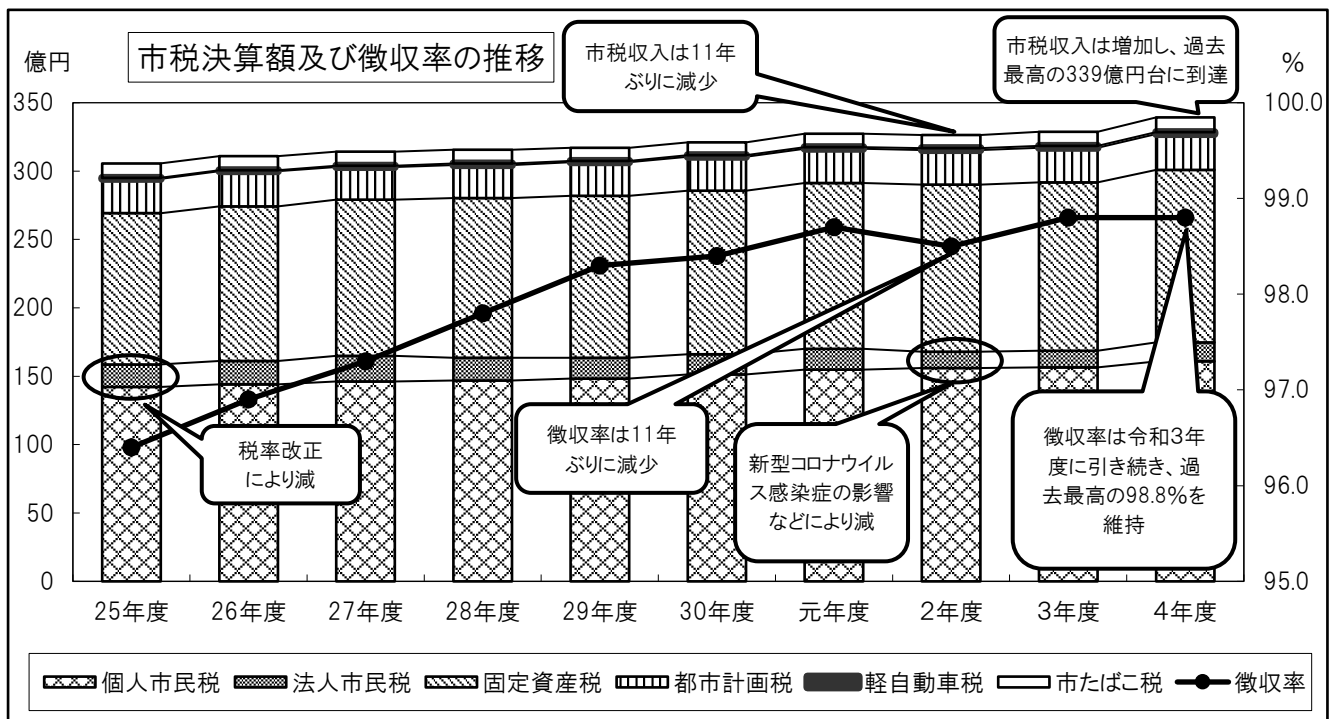 市税決算額及び徴収率の推移
億円
%
市税収入は11年
ぶりに減少
市税収入は増加し、過去
最高の339億円台に到達
350
300
250
200
150
100
50
0
100.0
99.0
98.0
97.0
96.0
95.0
税率改正
により減
徴収率は11年
ぶりに減少
新型コロナウイル
ス感染症の影響
などにより減
徴収率は令和3年
度に引き続き、過
去最高の98.8%を
維持
25年度 26年度 27年度 28年度 29年度 30年度 元年度 2年度 3年度 4年度
個人市民税 法人市民税 固定資産税 都市計画税 軽自動車税 市たばこ税 徴収率